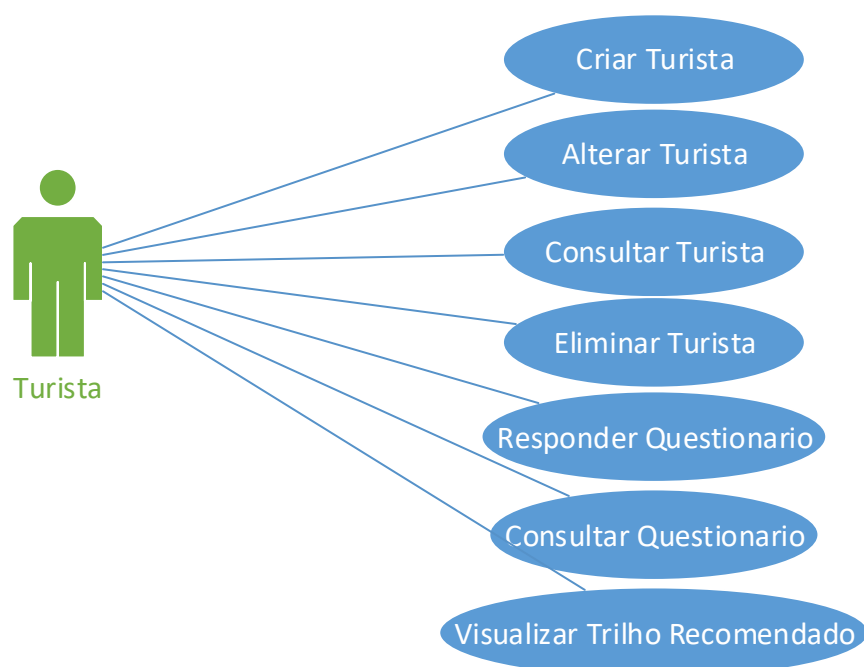 Criar Turista
Alterar Turista
Consultar Turista
Eliminar Turista
Turista
Responder Questionario
Consultar Questionario
Visualizar Trilho Recomendado